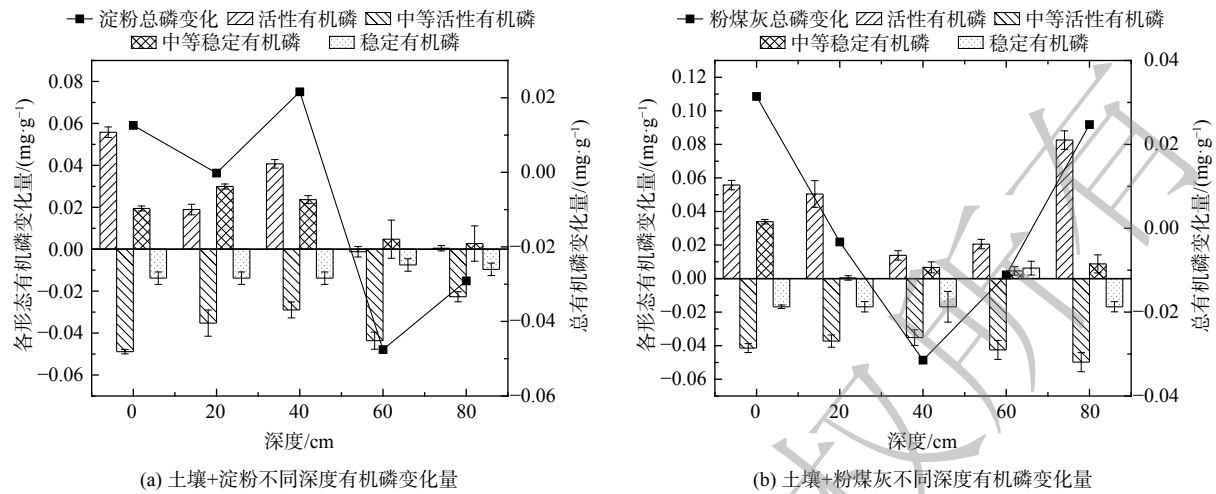 淀粉总磷变化 活性有机磷 中等活性有机磷
中等稳定有机磷 稳定有机磷
各形态有机磷变化量/(mg·g⁻¹)
0.08
0.06
0.04
0.02
0.00
−0.02
−0.04
−0.06
0 20 40 60 80
深度/cm
0.02
0.00
−0.02
−0.04
−0.06
总有机磷变化量/(mg·g⁻¹)
(a) 土壤+淀粉不同深度有机磷变化量
粉煤灰总磷变化 活性有机磷 中等活性有机磷
中等稳定有机磷 稳定有机磷
各形态有机磷变化量/(mg·g⁻¹)
0.12
0.10
0.08
0.06
0.04
0.02
0.00
−0.02
−0.04
−0.06
0 20 40 60 80
深度/cm
0.04
0.02
0.00
−0.02
−0.04
总有机磷变化量/(mg·g⁻¹)
(b) 土壤+粉煤灰不同深度有机磷变化量
权所有